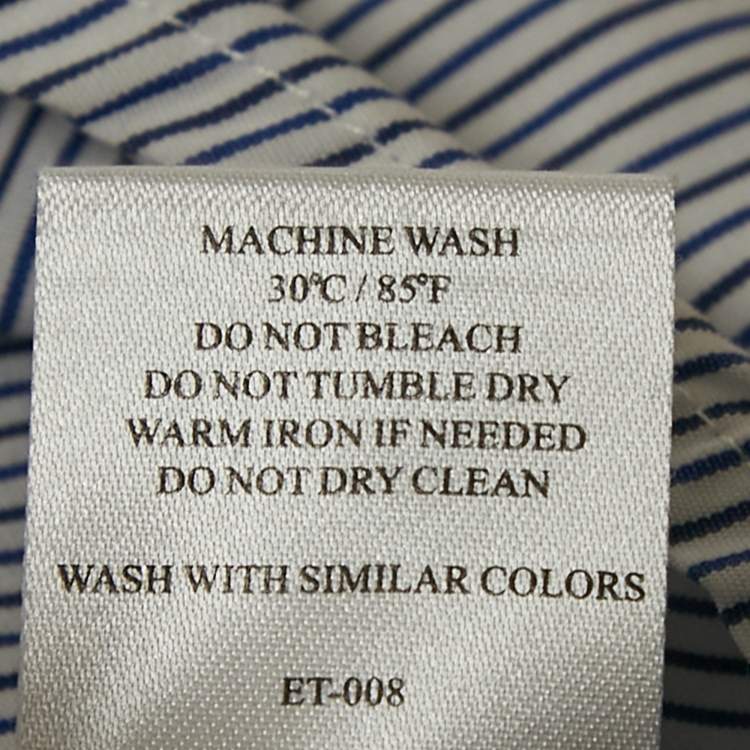 MACHINE WASH
30°C / 85°F
DO NOT BLEACH
DO NOT TUMBLE DRY
WARM IRON IF NEEDED
DO NOT DRY CLEAN
WASH WITH SIMILAR COLORS
ET-008